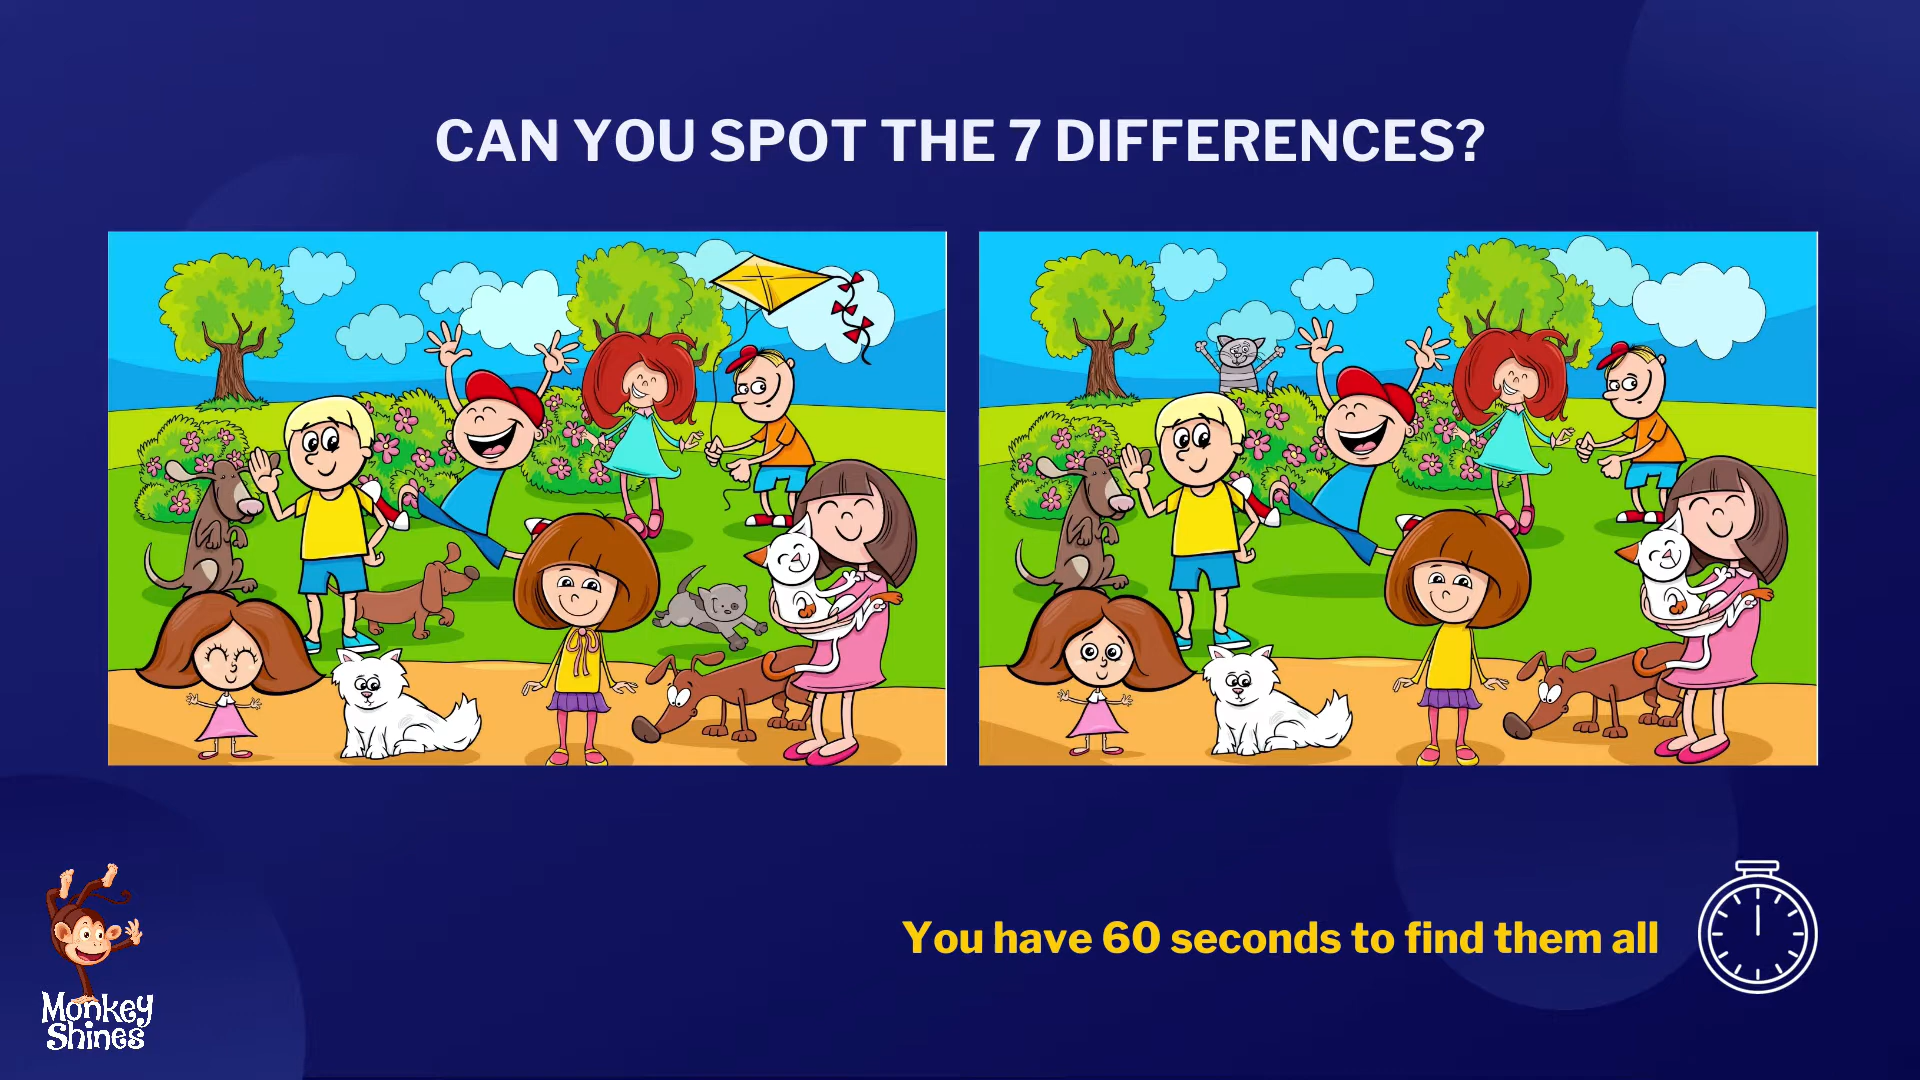 CAN YOU SPOT THE 7 DIFFERENCES?
You have 60 seconds to find them all
Monkey
Shines